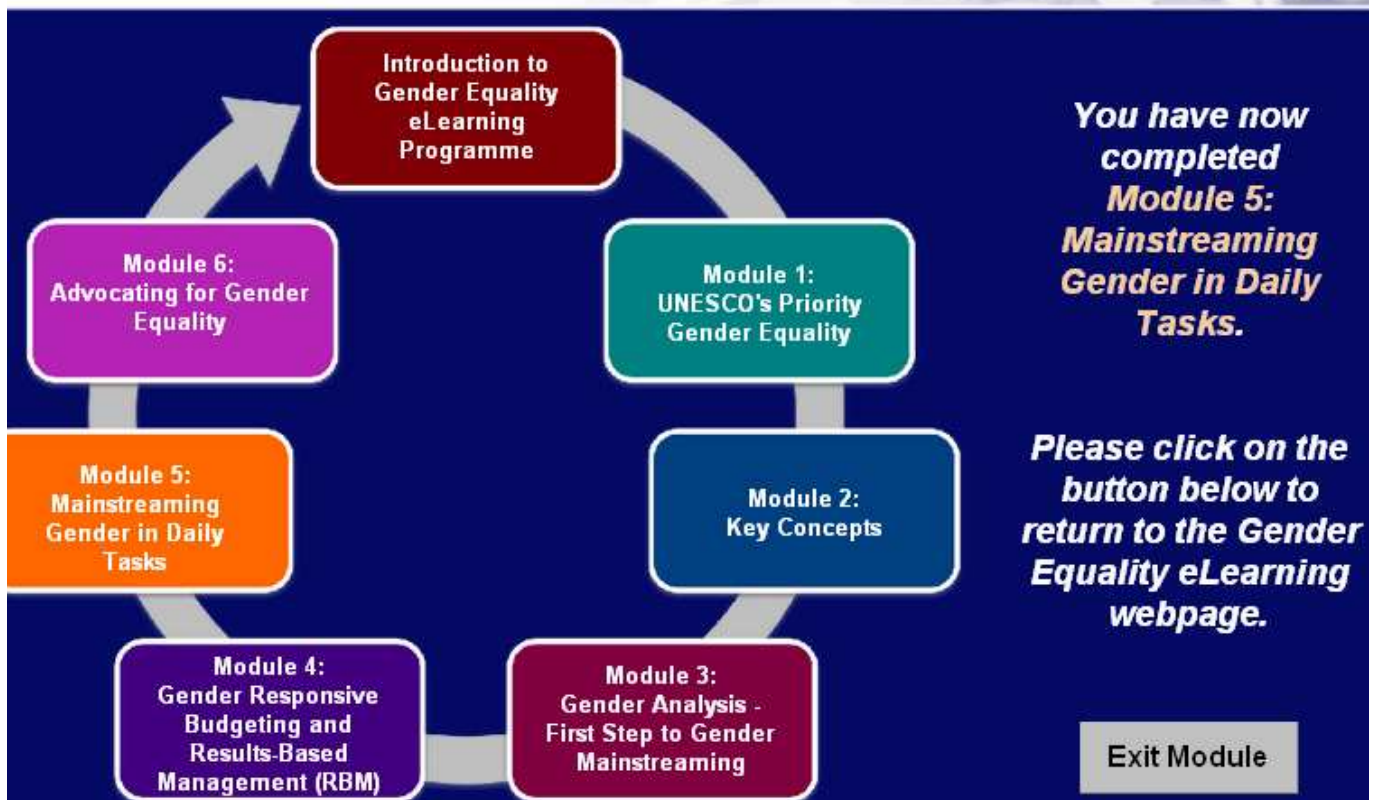 Introduction to
Gender Equality
eLearning
Programme
Module 1:
UNESCO's Priority
Gender Equality
Module 2:
Key Concepts
Module 3:
Gender Analysis -
First Step to Gender
Mainstreaming
Module 4:
Gender Responsive
Budgeting and
Results-Based
Management (RBM)
Module 5:
Mainstreaming
Gender in Daily
Tasks
Module 6:
Advocating for Gender
Equality
You have now
completed
Module 5:
Mainstreaming
Gender in Daily
Tasks.
Please click on the
button below to
return to the Gender
Equality eLearning
webpage.
Exit Module